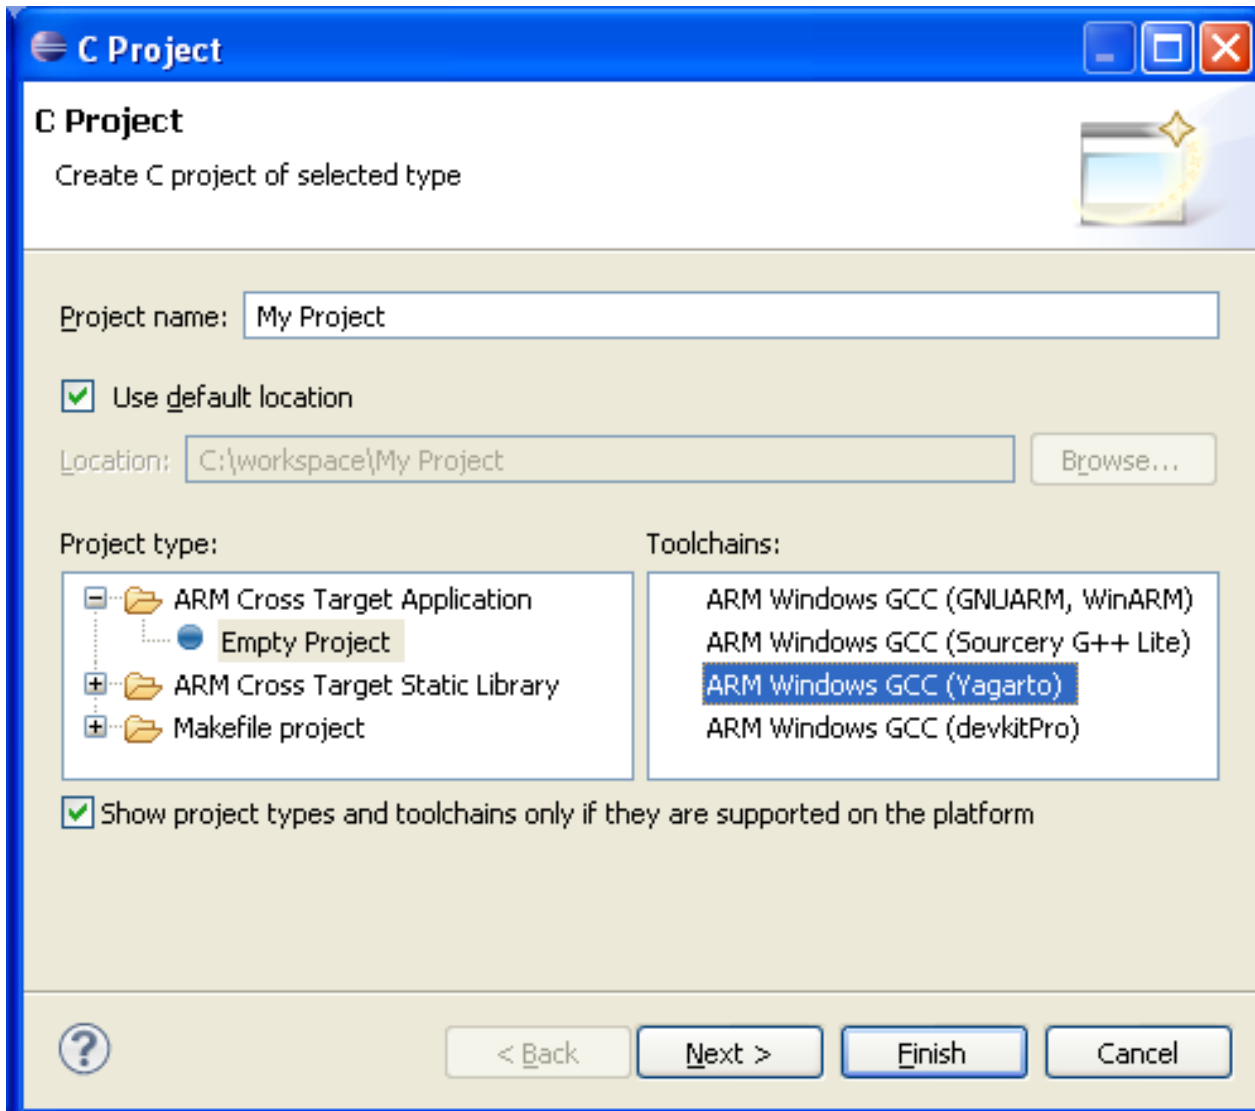 C Project
C Project
Create C project of selected type
Project name: My Project
Use default location
Location: C:\workspace\My Project Browse...
Project type: Toolchains:
ARM Cross Target Application ARM Windows GCC (GNUARM, WinARM)
Empty Project ARM Windows GCC (Sourcery G++ Lite)
ARM Cross Target Static Library ARM Windows GCC (Yagarto)
Makefile project ARM Windows GCC (devkitPro)
Show project types and toolchains only if they are supported on the platform
? < Back Next > Finish Cancel